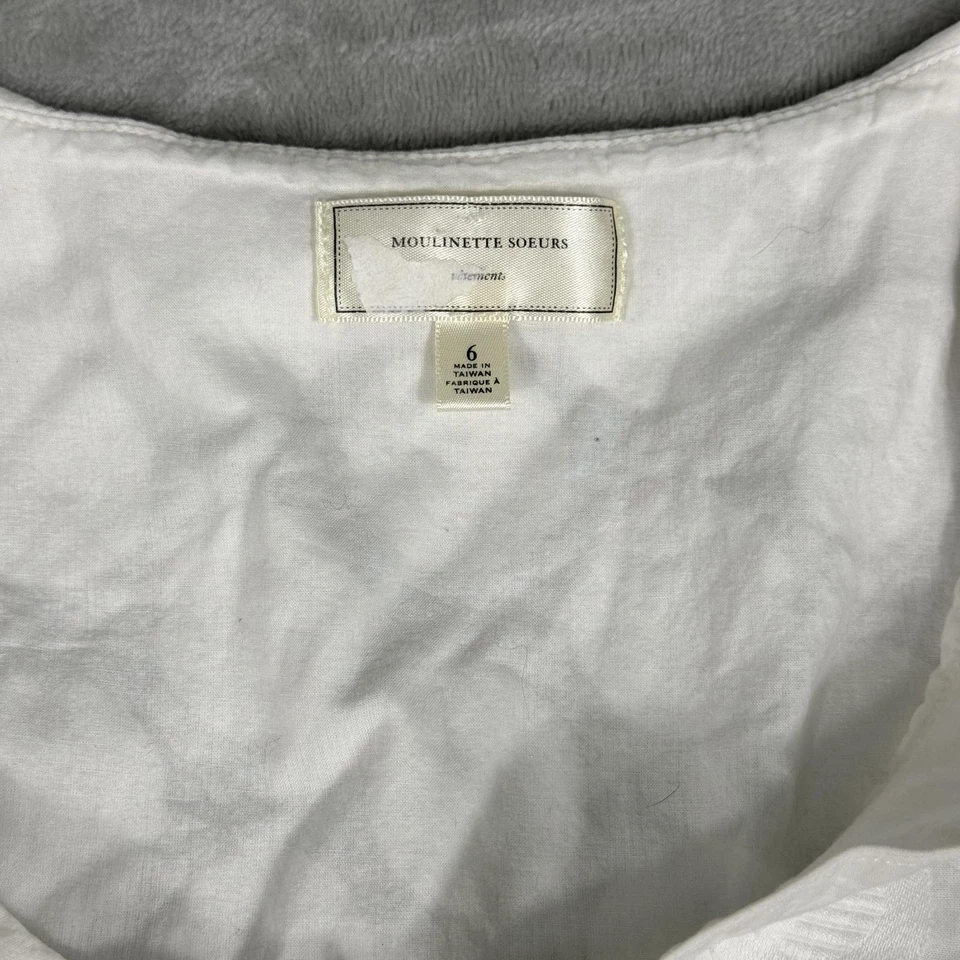 MOULINETTE SOEURS
vêtements
6
MADE IN
TAIWAN
FABRIQUE À
TAIWAN